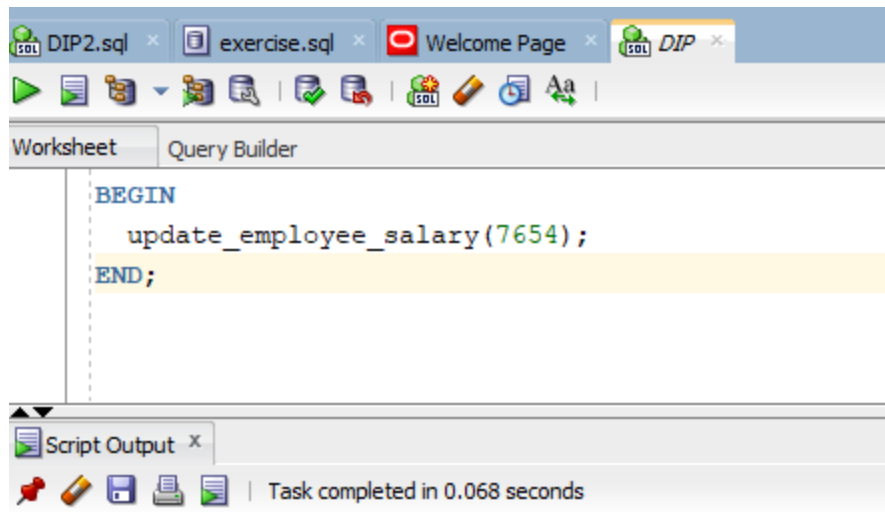 DIP2.sql × exercise.sql × Welcome Page × DIP ×
Worksheet Query Builder
BEGIN
update_employee_salary(7654);
END;
Script Output ×
Task completed in 0.068 seconds